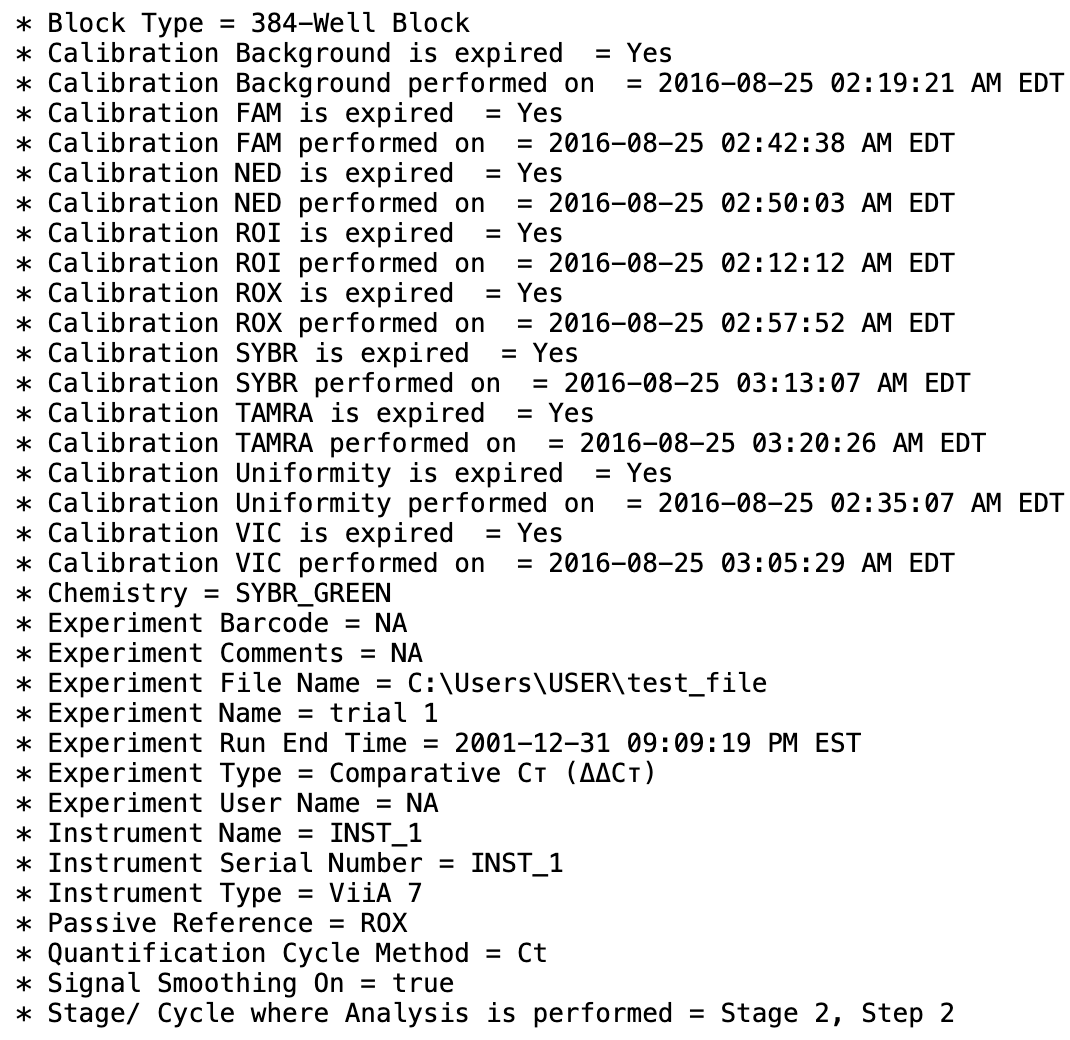 * Block Type = 384-Well Block
* Calibration Background is expired  = Yes
* Calibration Background performed on  = 2016-08-25 02:19:21 AM EDT
* Calibration FAM is expired  = Yes
* Calibration FAM performed on  = 2016-08-25 02:42:38 AM EDT
* Calibration NED is expired  = Yes
* Calibration NED performed on  = 2016-08-25 02:50:03 AM EDT
* Calibration ROI is expired  = Yes
* Calibration ROI performed on  = 2016-08-25 02:12:12 AM EDT
* Calibration ROX is expired  = Yes
* Calibration ROX performed on  = 2016-08-25 02:57:52 AM EDT
* Calibration SYBR is expired  = Yes
* Calibration SYBR performed on  = 2016-08-25 03:13:07 AM EDT
* Calibration TAMRA is expired  = Yes
* Calibration TAMRA performed on  = 2016-08-25 03:20:26 AM EDT
* Calibration Uniformity is expired  = Yes
* Calibration Uniformity performed on  = 2016-08-25 02:35:07 AM EDT
* Calibration VIC is expired  = Yes
* Calibration VIC performed on  = 2016-08-25 03:05:29 AM EDT
* Chemistry = SYBR_GREEN
* Experiment Barcode = NA
* Experiment Comments = NA
* Experiment File Name = C:\Users\USER\test_file
* Experiment Name = trial 1
* Experiment Run End Time = 2001-12-31 09:09:19 PM EST
* Experiment Type = Comparative Cᴛ (ΔΔCᴛ)
* Experiment User Name = NA
* Instrument Name = INST_1
* Instrument Serial Number = INST_1
* Instrument Type = ViiA 7
* Passive Reference = ROX
* Quantification Cycle Method = Ct
* Signal Smoothing On = true
* Stage/ Cycle where Analysis is performed = Stage 2, Step 2